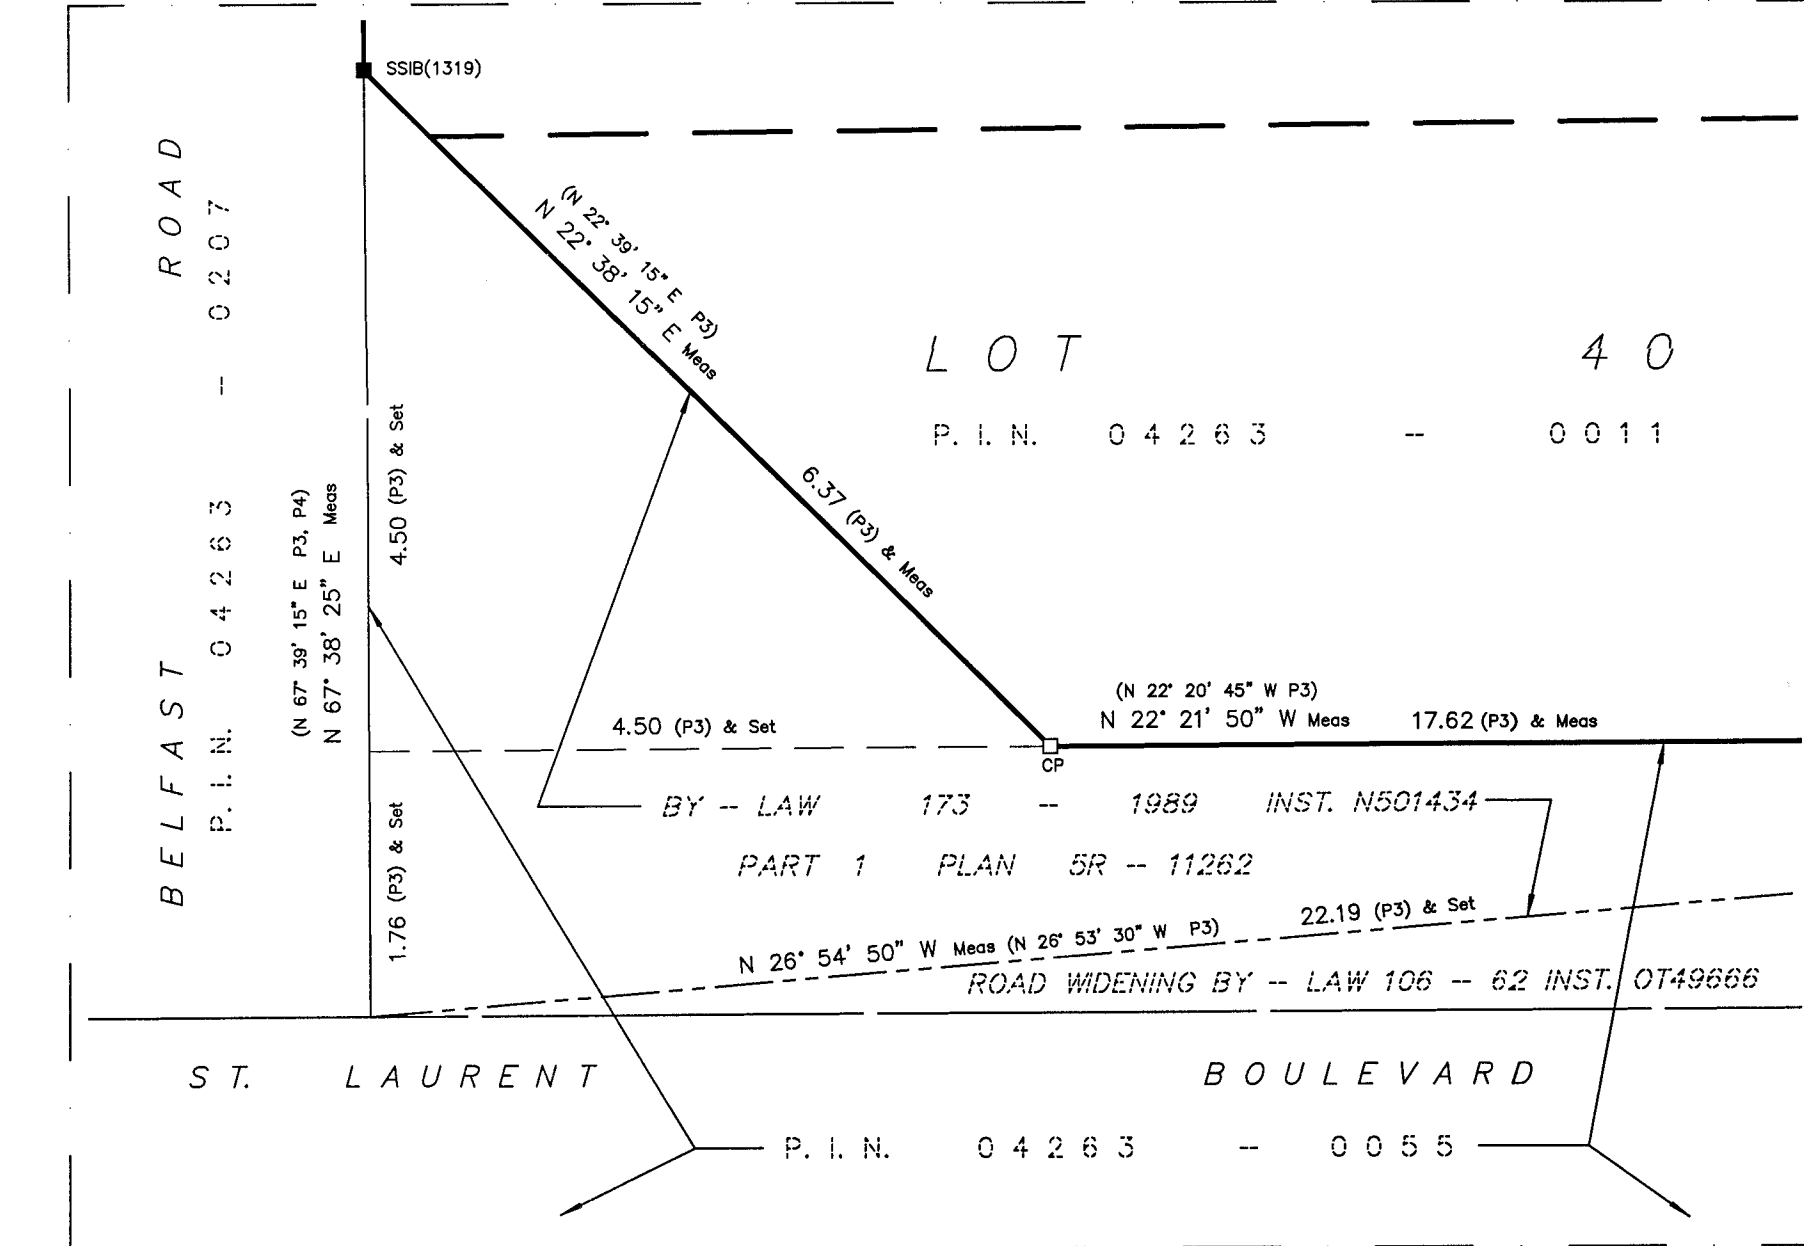 SSIB(1319)
BELFAST ROAD
P. I. N. 04263 -- 0207
(N 67° 39' 15" E P3, P4)
N 67° 38' 25" E Meas
4.50 (P3) & Set
1.76 (P3) & Set
(N 22° 39' 15" E P3)
N 22° 38' 15" E Meas
6.37 (P3) & Meas
LOT 40
P. I. N. 04263 -- 0011
4.50 (P3) & Set
(N 22° 20' 45" W P3)
N 22° 21' 50" W Meas 17.62 (P3) & Meas
CP
BY -- LAW 173 -- 1989 INST. N501434
PART 1 PLAN 5R -- 11262
N 26° 54' 50" W Meas (N 26° 53' 30" W P3) 22.19 (P3) & Set
ROAD WIDENING BY -- LAW 106 -- 62 INST. OT49666
ST. LAURENT BOULEVARD
P. I. N. 04263 -- 0055